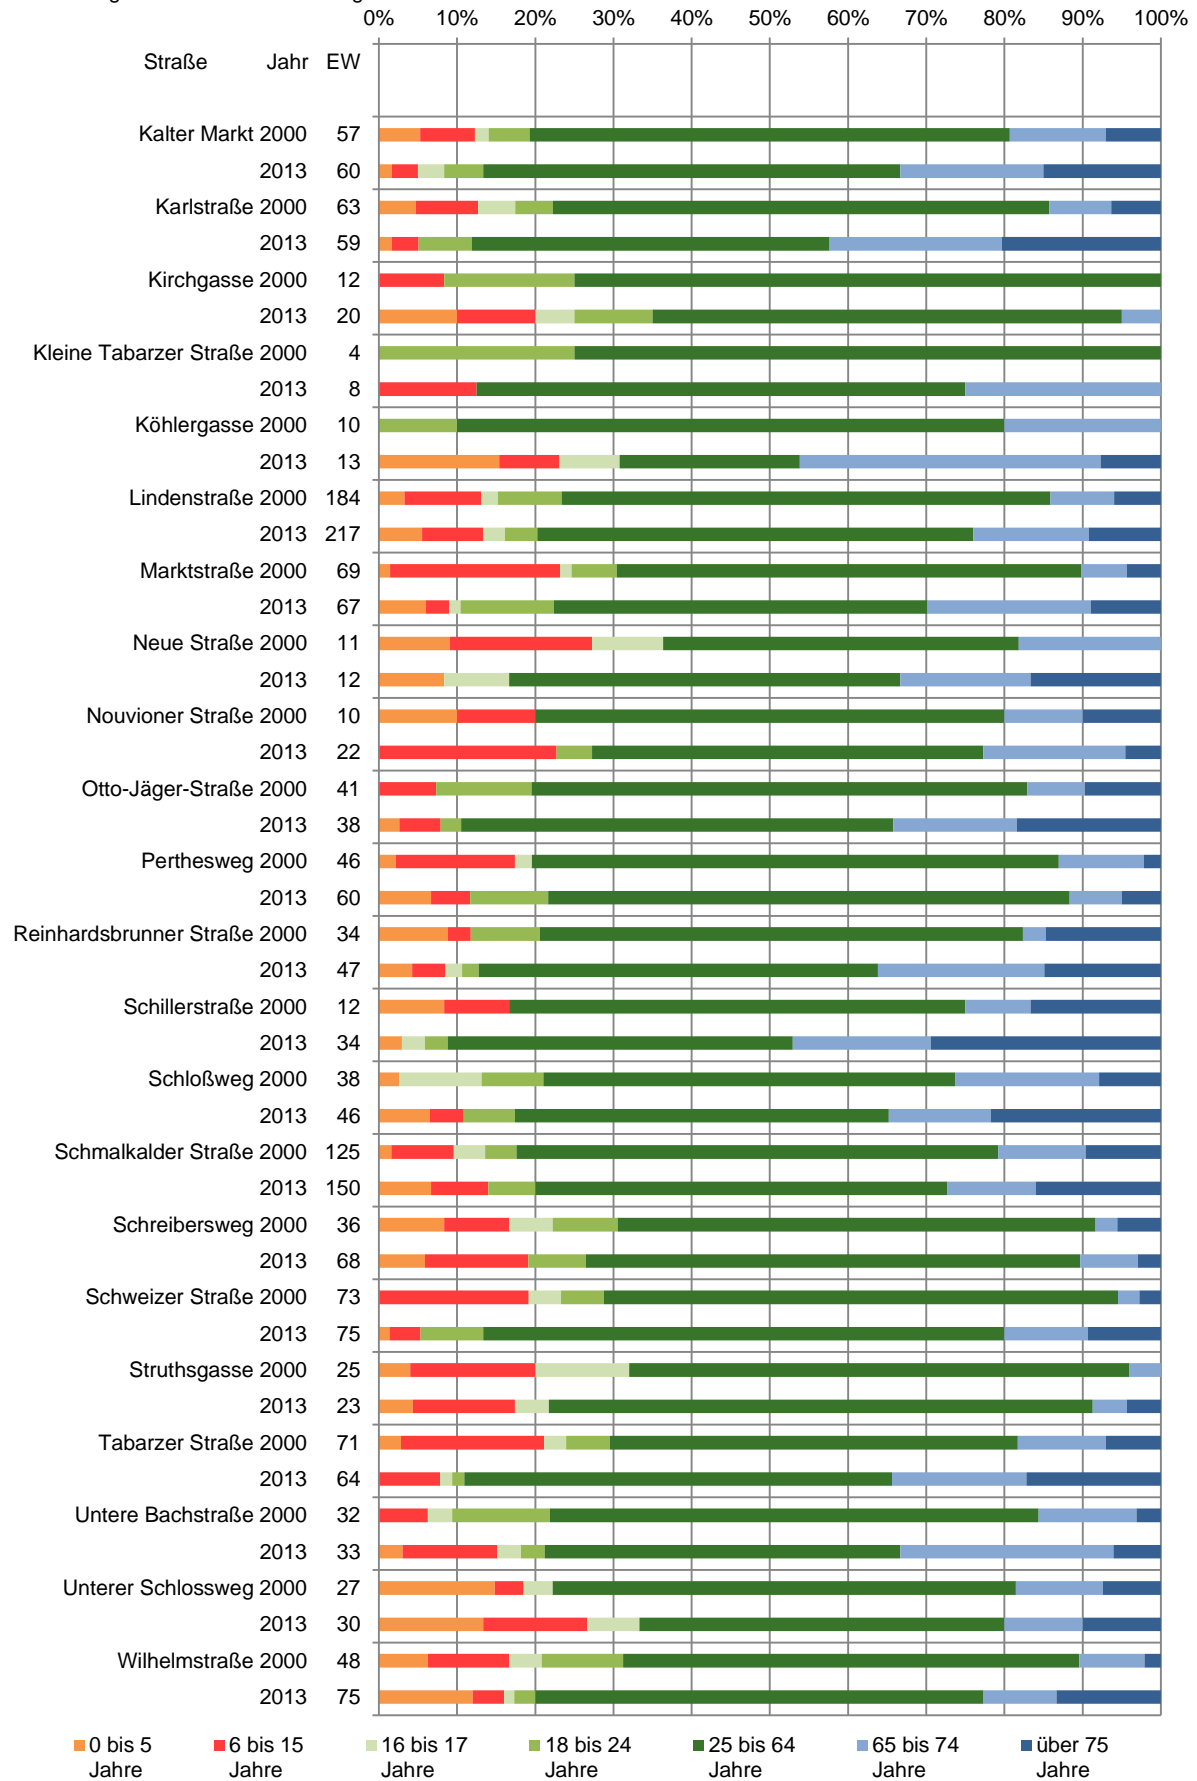 0% 10% 20% 30% 40% 50% 60% 70% 80% 90% 100%
Straße Jahr EW
Kalter Markt 2000 57
2013 60
Karlstraße 2000 63
2013 59
Kirchgasse 2000 12
2013 20
Kleine Tabarzer Straße 2000 4
2013 8
Köhlergasse 2000 10
2013 13
Lindenstraße 2000 184
2013 217
Marktstraße 2000 69
2013 67
Neue Straße 2000 11
2013 12
Nouvioner Straße 2000 10
2013 22
Otto-Jäger-Straße 2000 41
2013 38
Perthesweg 2000 46
2013 60
Reinhardsbrunner Straße 2000 34
2013 47
Schillerstraße 2000 12
2013 34
Schloßweg 2000 38
2013 46
Schmalkalder Straße 2000 125
2013 150
Schreibersweg 2000 36
2013 68
Schweizer Straße 2000 73
2013 75
Struthsgasse 2000 25
2013 23
Tabarzer Straße 2000 71
2013 64
Untere Bachstraße 2000 32
2013 33
Unterer Schlossweg 2000 27
2013 30
Wilhelmstraße 2000 48
2013 75
0 bis 5 Jahre
6 bis 15 Jahre
16 bis 17 Jahre
18 bis 24 Jahre
25 bis 64 Jahre
65 bis 74 Jahre
über 75 Jahre